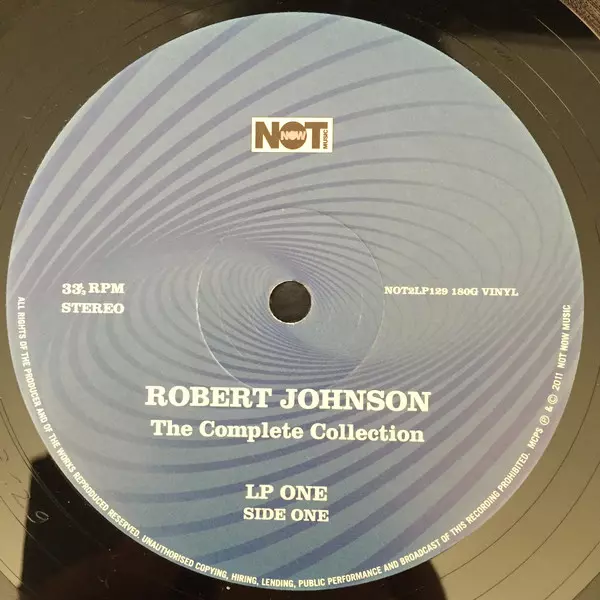 NOT
NOW
MUSIC
33⅓ RPM
STEREO
NOT2LP129 180G VINYL
ROBERT JOHNSON
The Complete Collection
LP ONE
SIDE ONE
ALL RIGHTS OF THE PRODUCER AND OF THE WORKS REPRODUCED RESERVED. UNAUTHORISED COPYING, HIRING, LENDING, PUBLIC PERFORMANCE AND BROADCAST OF THIS RECORDING PROHIBITED. MCPS ℗ & © 2011 NOT NOW MUSIC